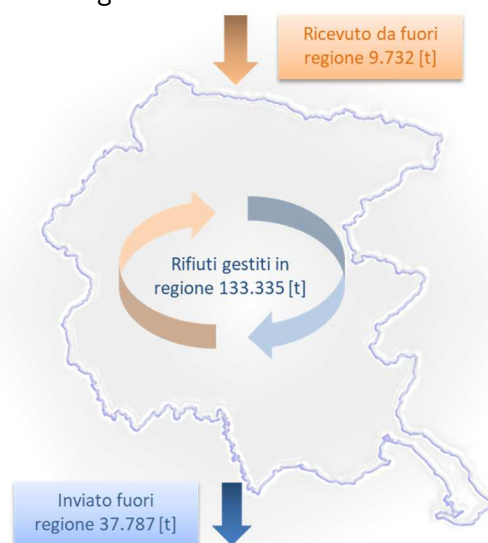 Ricevuto da fuori
regione 9.732 [t]
Rifiuti gestiti in
regione 133.335 [t]
Inviato fuori
regione 37.787 [t]